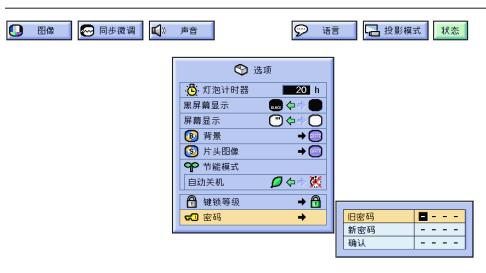 图像 同步微调 声音 语言 投影模式 状态
选项
灯泡计时器 20 h
黑屏幕显示
屏幕显示
背景
片头图像
节能模式
自动关机
键锁等级
密码
旧密码 - - - -
新密码 - - - -
确认 - - - -